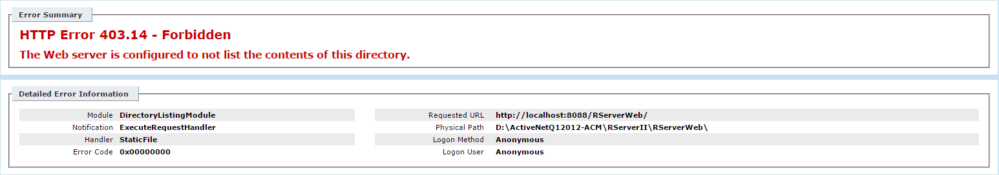 Error Summary
HTTP Error 403.14 - Forbidden
The Web server is configured to not list the contents of this directory.
Detailed Error Information
Module DirectoryListingModule
Notification ExecuteRequestHandler
Handler StaticFile
Error Code 0x00000000
Requested URL http://localhost:8088/RServerWeb/
Physical Path D:\ActiveNetQ12012-ACM\RServerII\RServerWeb\
Logon Method Anonymous
Logon User Anonymous